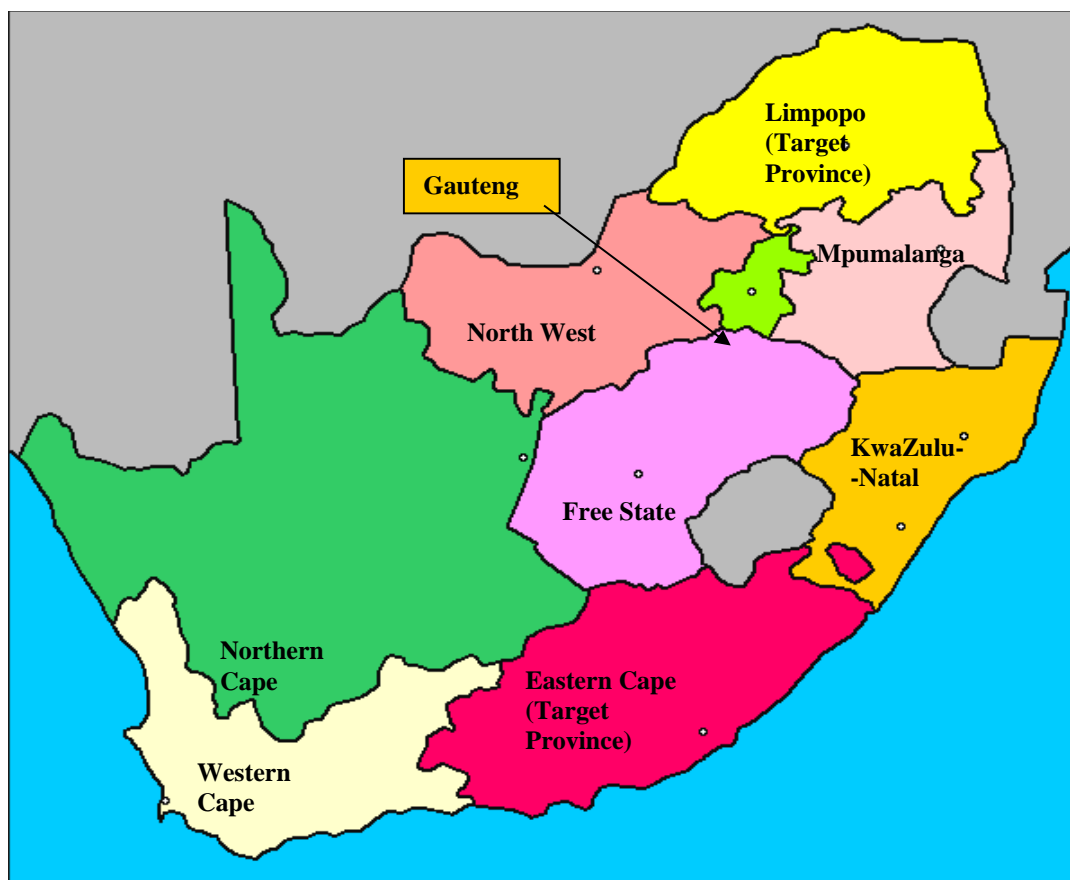 Limpopo
(Target
Province)
Gauteng
Mpumalanga
North West
KwaZulu-
-Natal
Free State
Northern
Cape
Eastern Cape
(Target
Province)
Western
Cape